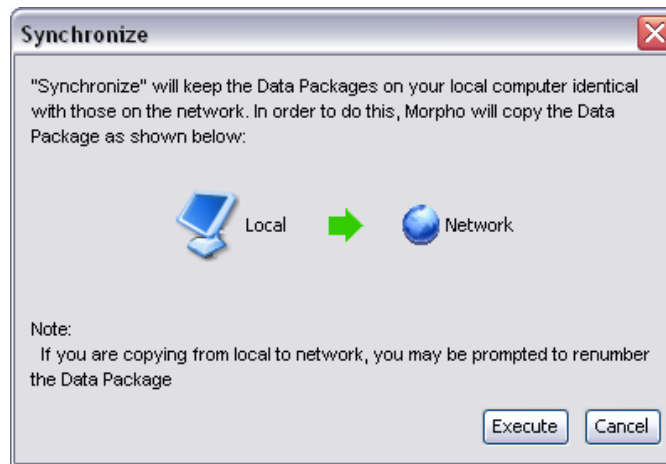 Synchronize
"Synchronize" will keep the Data Packages on your local computer identical
with those on the network. In order to do this, Morpho will copy the Data
Package as shown below:
Local
Network
Note:
If you are copying from local to network, you may be prompted to renumber
the Data Package
Execute
Cancel